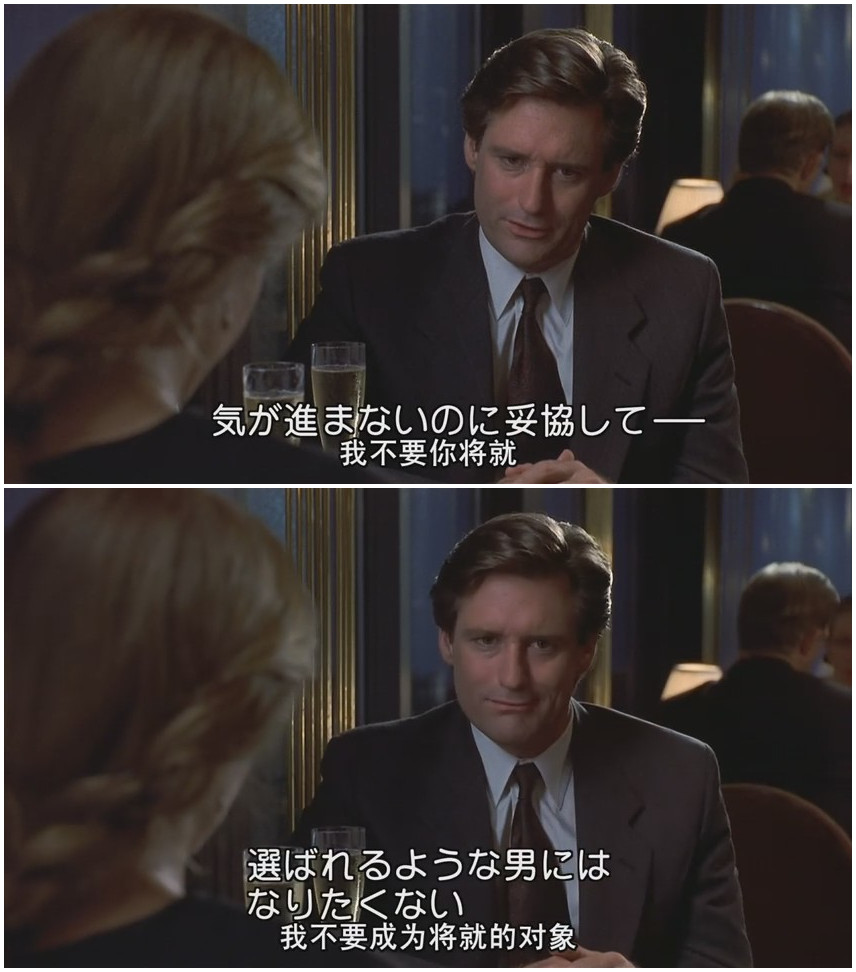 気が進まないのに妥協して──
我不要你将就
選ばれるような男には
なりたくない
我不要成为将就的对象